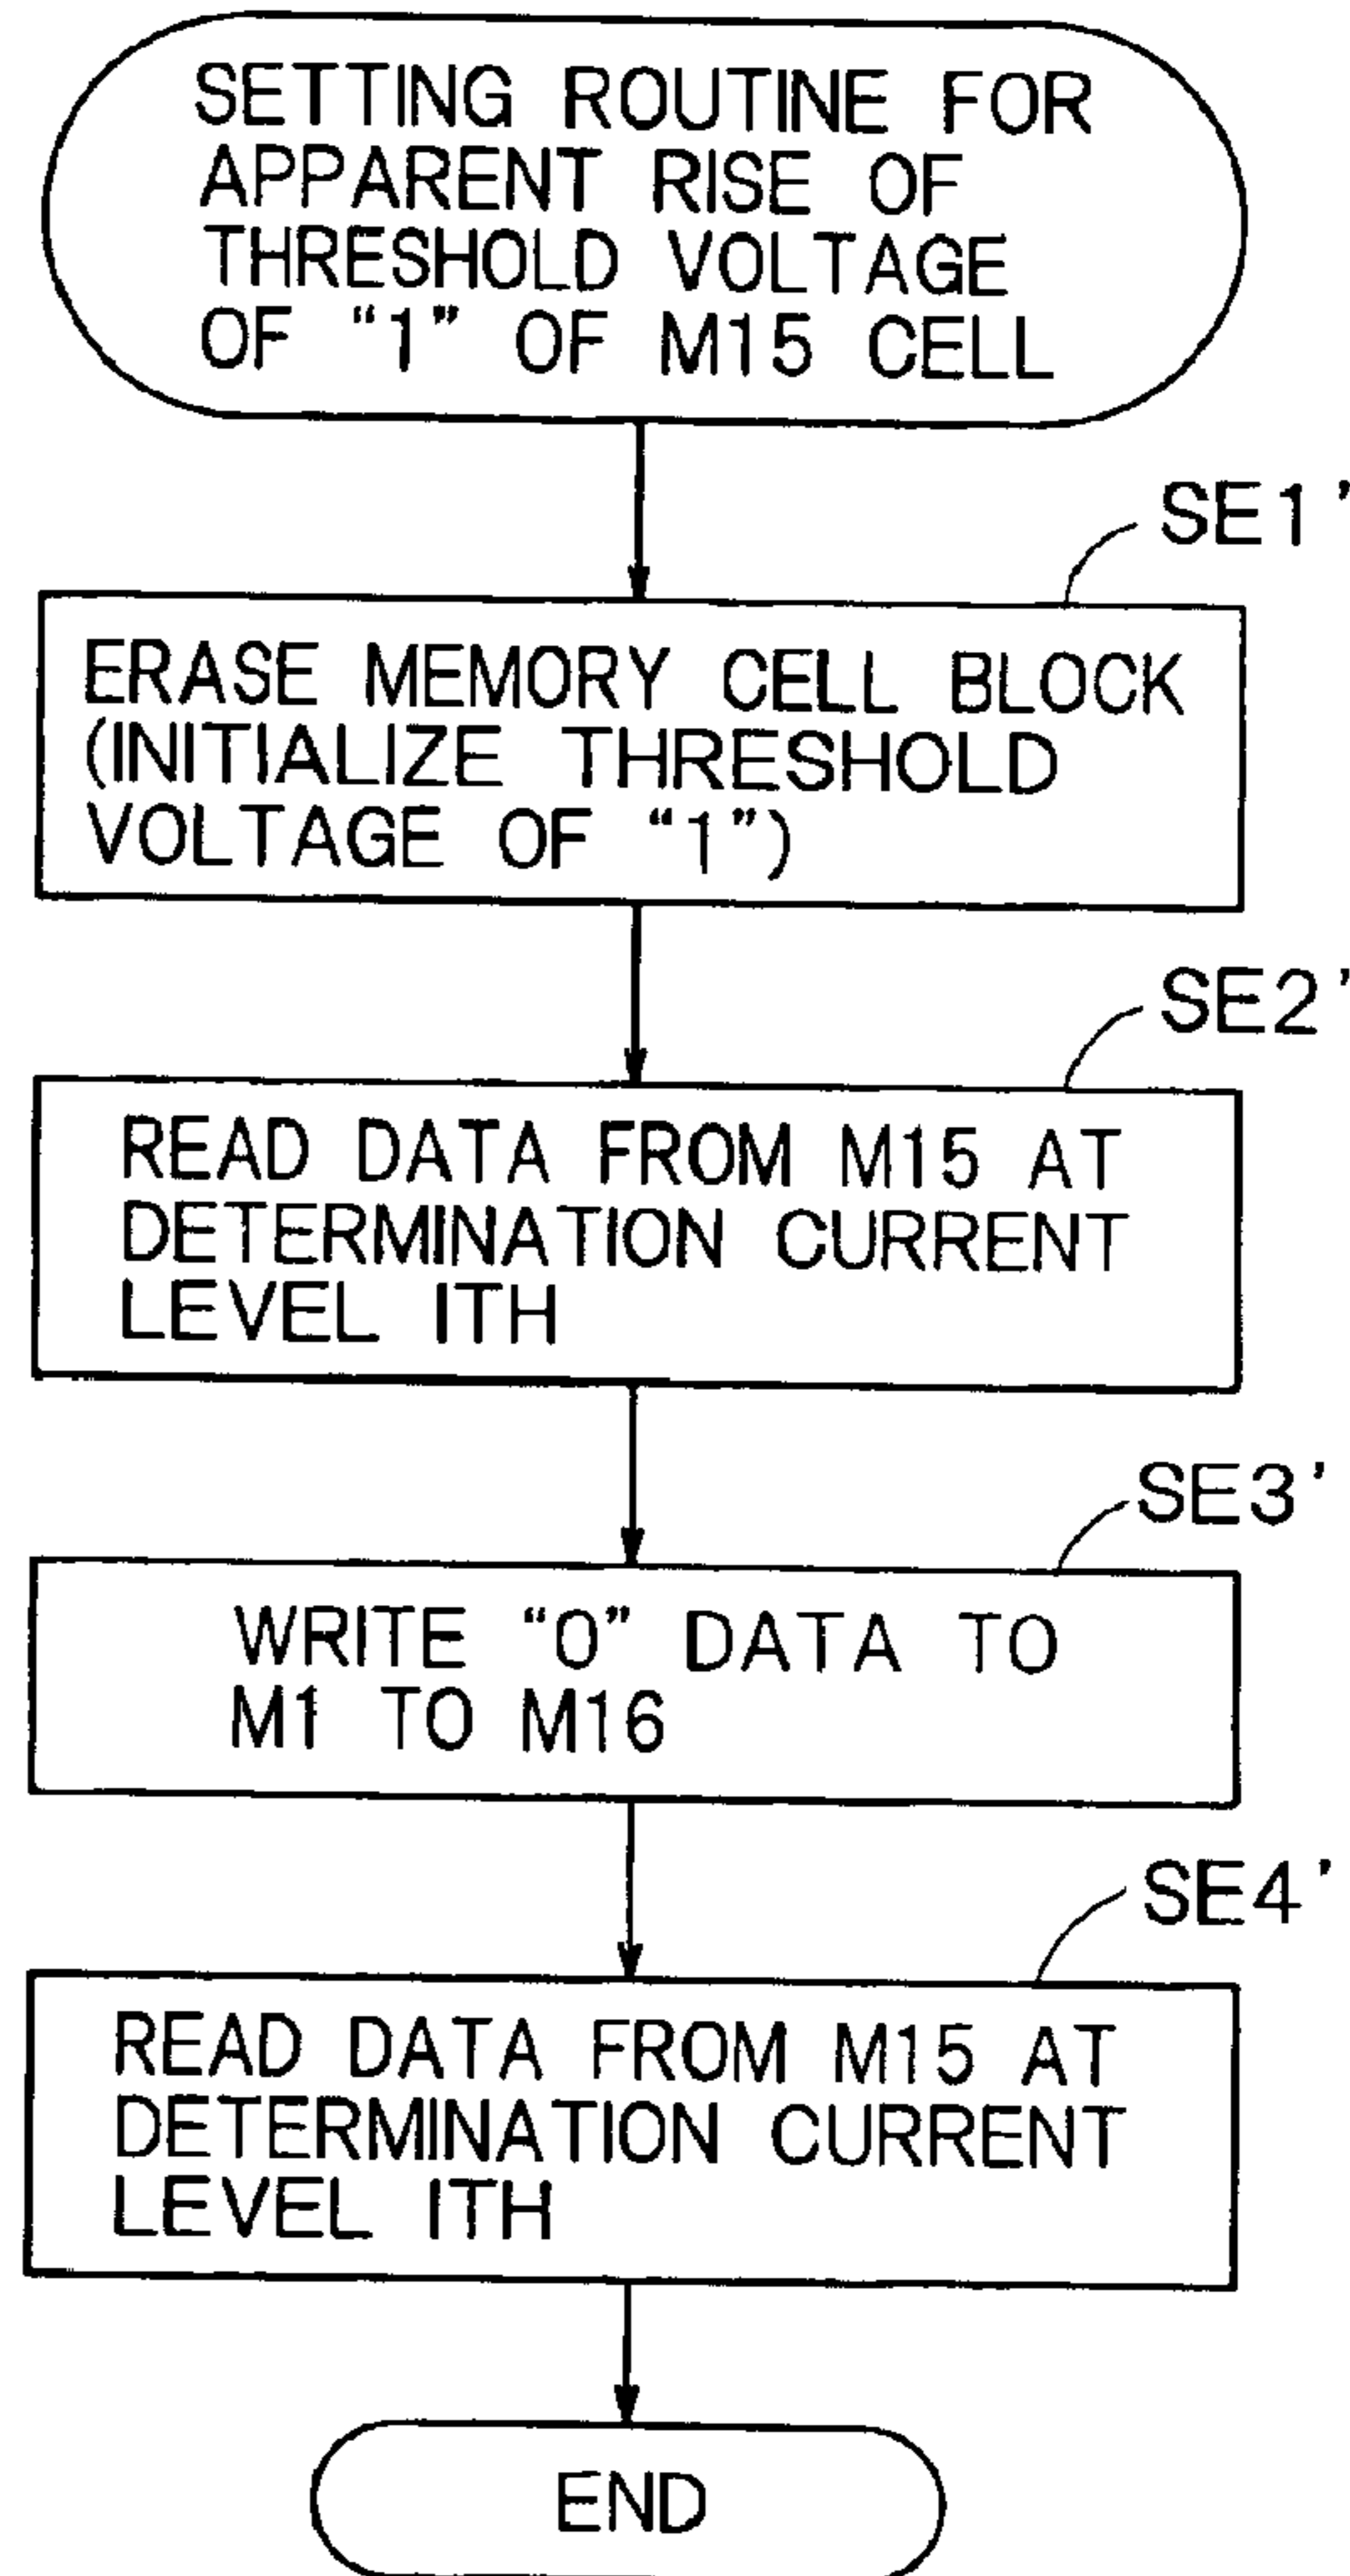 SETTING ROUTINE FOR
APPARENT RISE OF
THRESHOLD VOLTAGE
OF “1” OF M15 CELL
SE1’
ERASE MEMORY CELL BLOCK
(INITIALIZE THRESHOLD
VOLTAGE OF “1”)
SE2’
READ DATA FROM M15 AT
DETERMINATION CURRENT
LEVEL ITH
SE3’
WRITE “0” DATA TO
M1 TO M16
SE4’
READ DATA FROM M15 AT
DETERMINATION CURRENT
LEVEL ITH
END